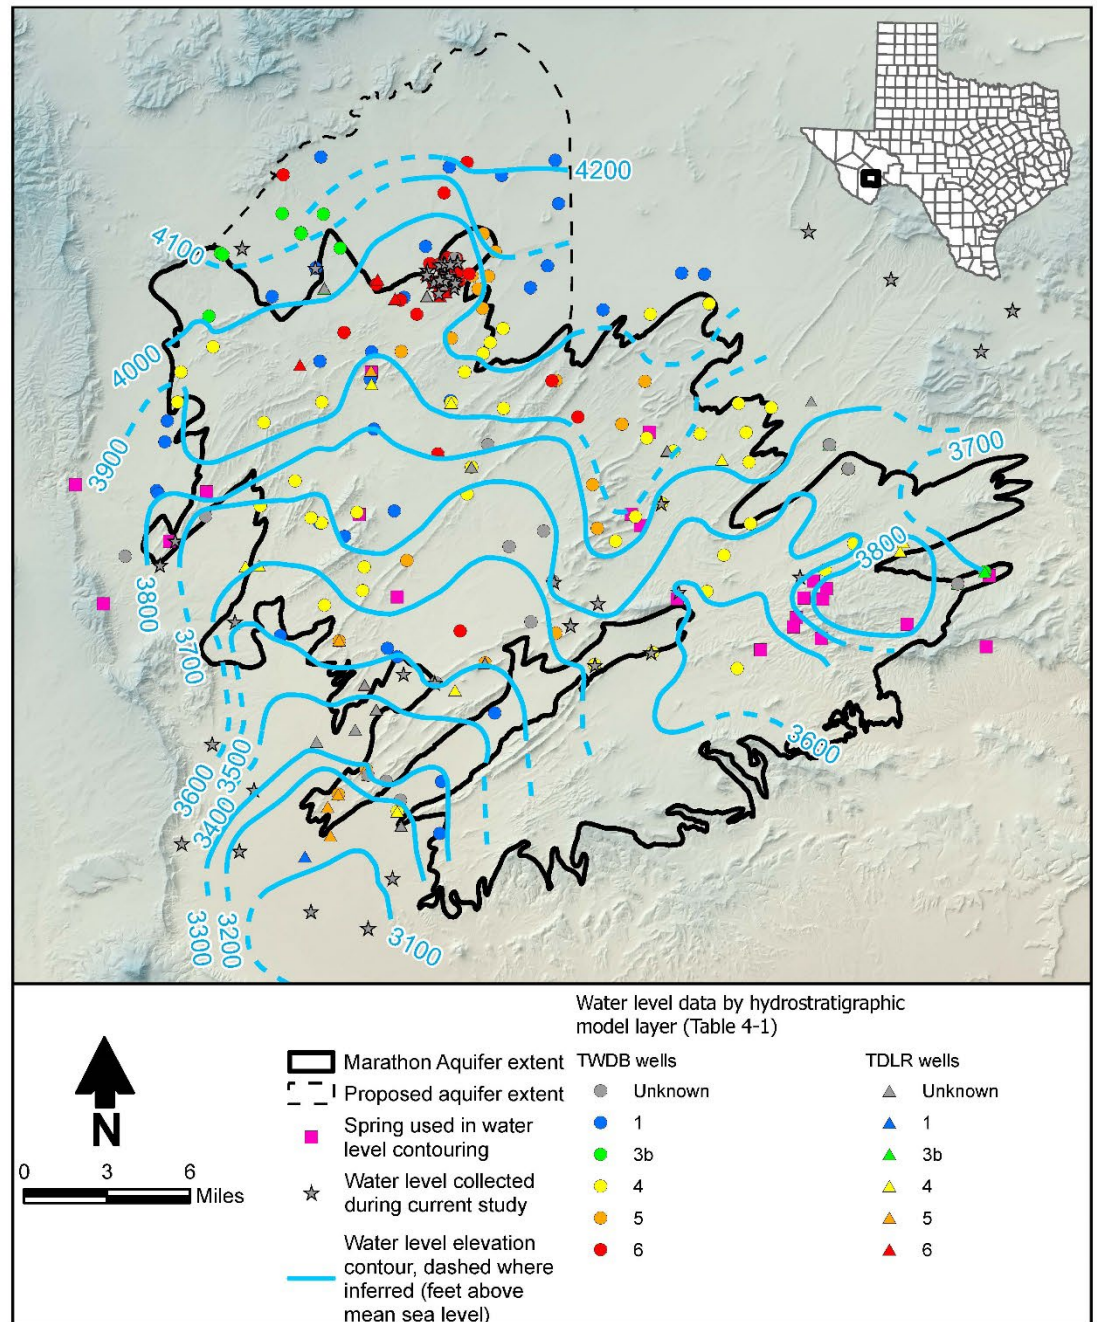 4200
4100
4000
3900
3700
3800
3800
3700
3600
3600
3500
3400
3300
3200
3100
Water level data by hydrostratigraphic
model layer (Table 4-1)
Marathon Aquifer extent
Proposed aquifer extent
Spring used in water
level contouring
Water level collected
during current study
Water level elevation
contour, dashed where
inferred (feet above
mean sea level)
TWDB wells
Unknown
1
3b
4
5
6
TDLR wells
Unknown
1
3b
4
5
6
N
0 3 6
Miles